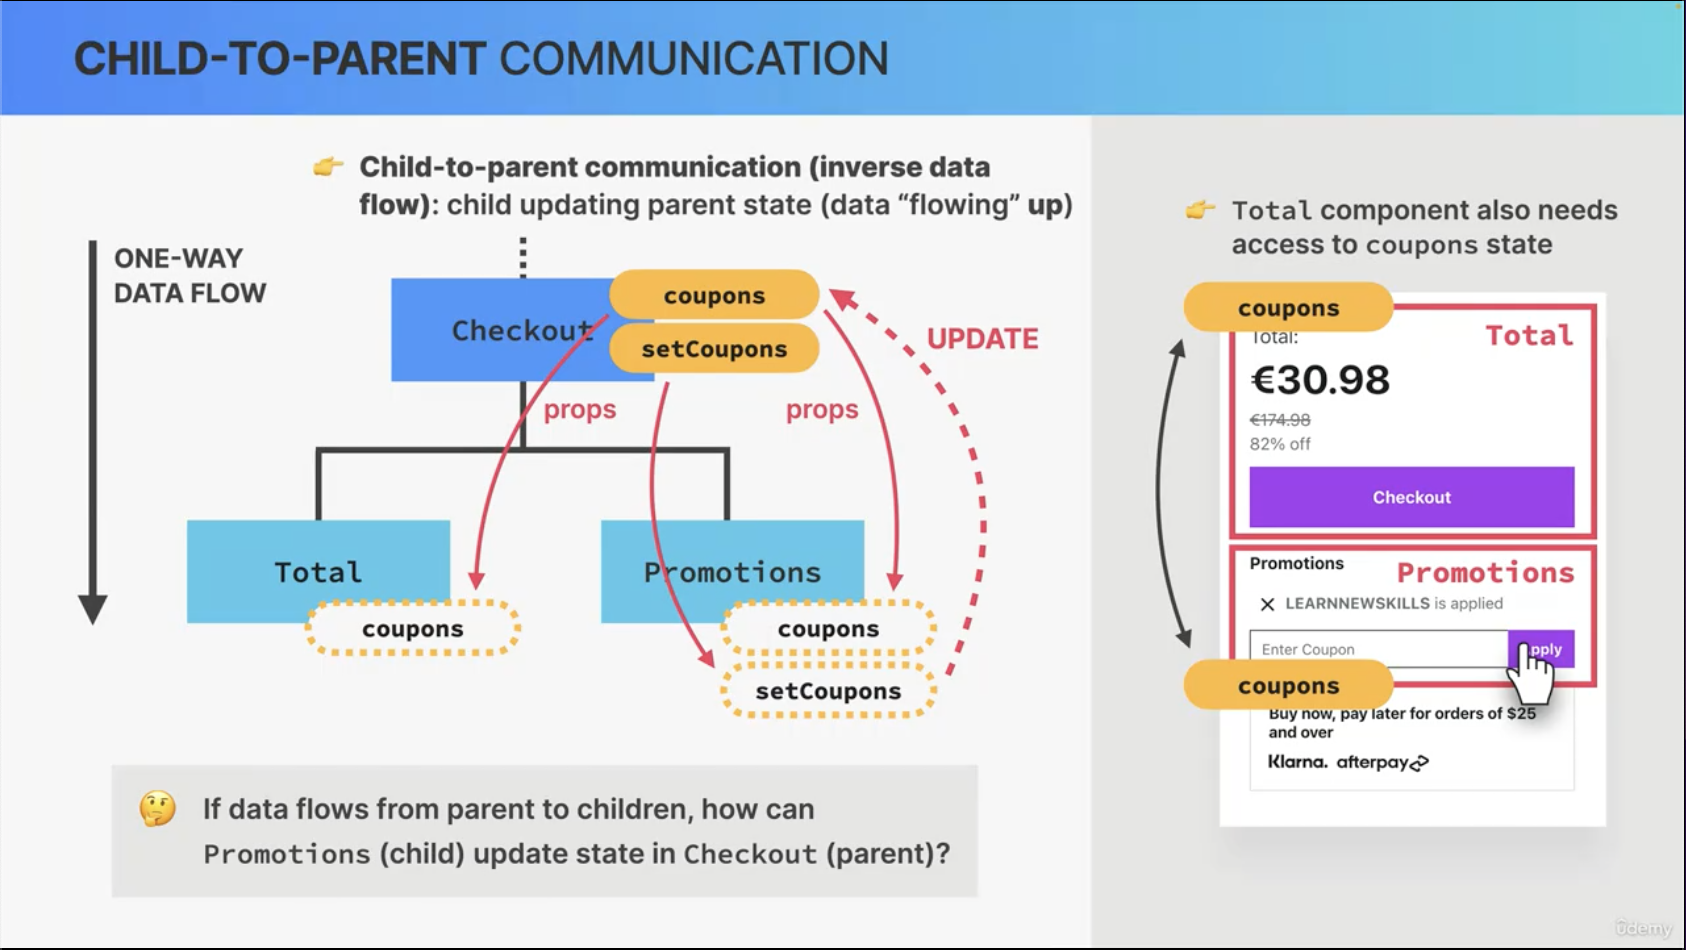 CHILD-TO-PARENT COMMUNICATION
👉 Child-to-parent communication (inverse data
flow): child updating parent state (data “flowing” up)
ONE-WAY
DATA FLOW
Checkout
coupons
setCoupons
UPDATE
props
props
Total
coupons
Promotions
coupons
setCoupons
🤔 If data flows from parent to children, how can
Promotions (child) update state in Checkout (parent)?
👉 Total component also needs
access to coupons state
coupons
Total:
Total
€30.98
€174.98
82% off
Checkout
Promotions
Promotions
LEARNNEWSKILLS is applied
Enter Coupon
pply
coupons
Buy now, pay later for orders of $25
and over
Klarna. afterpay
ûdemy